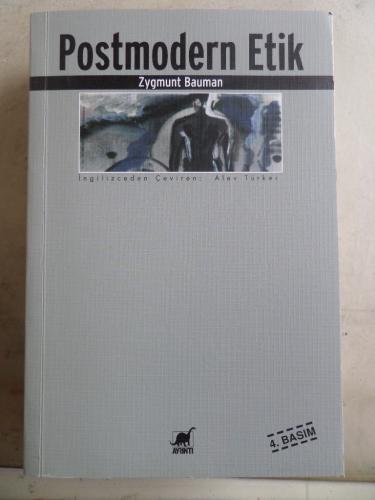 Postmodern Etik
Zygmunt Bauman
İngilizceden Çeviren: Alev Türker
AYRINTI
4. BASIM